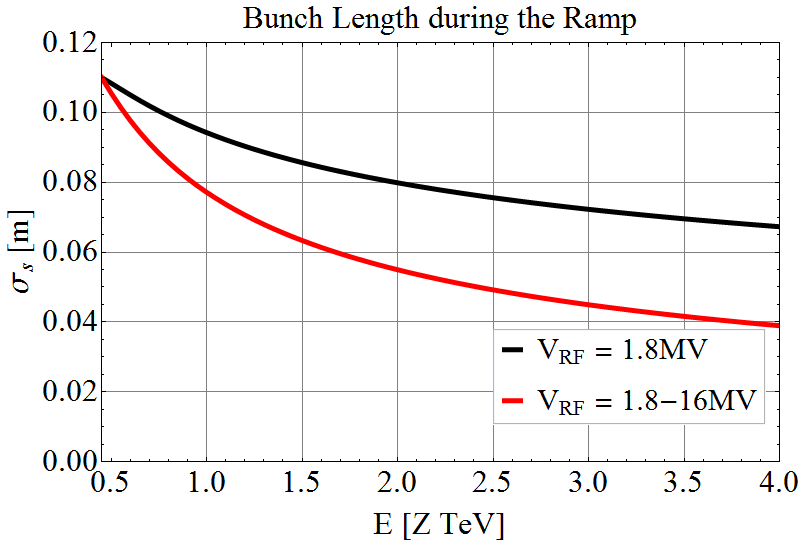 Bunch Length during the Ramp
0.12
0.10
0.08
0.06
0.04
0.02
0.00
σs [m]
VRF = 1.8MV
VRF = 1.8−16MV
0.5 1.0 1.5 2.0 2.5 3.0 3.5 4.0
E [Z TeV]